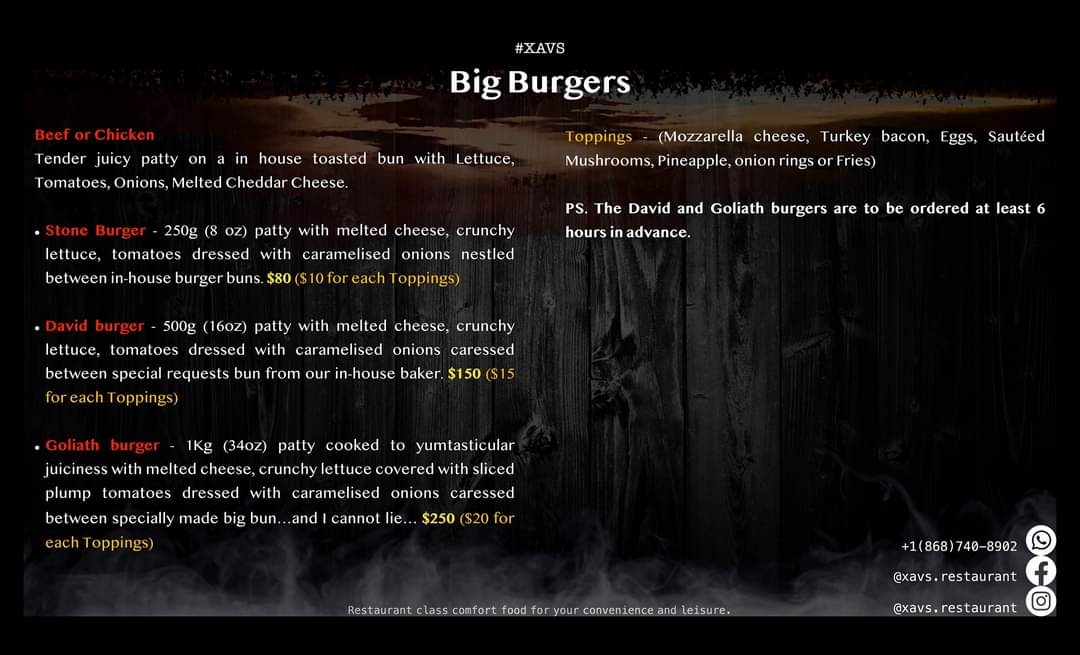 #XAVS
Big Burgers
Beef or Chicken
Tender juicy patty on a in house toasted bun with Lettuce,
Tomatoes, Onions, Melted Cheddar Cheese.
• Stone Burger - 250g (8 oz) patty with melted cheese, crunchy
lettuce, tomatoes dressed with caramelised onions nestled
between in-house burger buns. $80 ($10 for each Toppings)
• David burger - 500g (16oz) patty with melted cheese, crunchy
lettuce, tomatoes dressed with caramelised onions caressed
between special requests bun from our in-house baker. $150 ($15
for each Toppings)
• Goliath burger - 1Kg (34oz) patty cooked to yumtasticular
juiciness with melted cheese, crunchy lettuce covered with sliced
plump tomatoes dressed with caramelised onions caressed
between specially made big bun...and I cannot lie... $250 ($20 for
each Toppings)
Toppings - (Mozzarella cheese, Turkey bacon, Eggs, Sautéed
Mushrooms, Pineapple, onion rings or Fries)
PS. The David and Goliath burgers are to be ordered at least 6
hours in advance.
+1(868)740-8902
@xavs.restaurant
@xavs.restaurant
Restaurant class comfort food for your convenience and leisure.